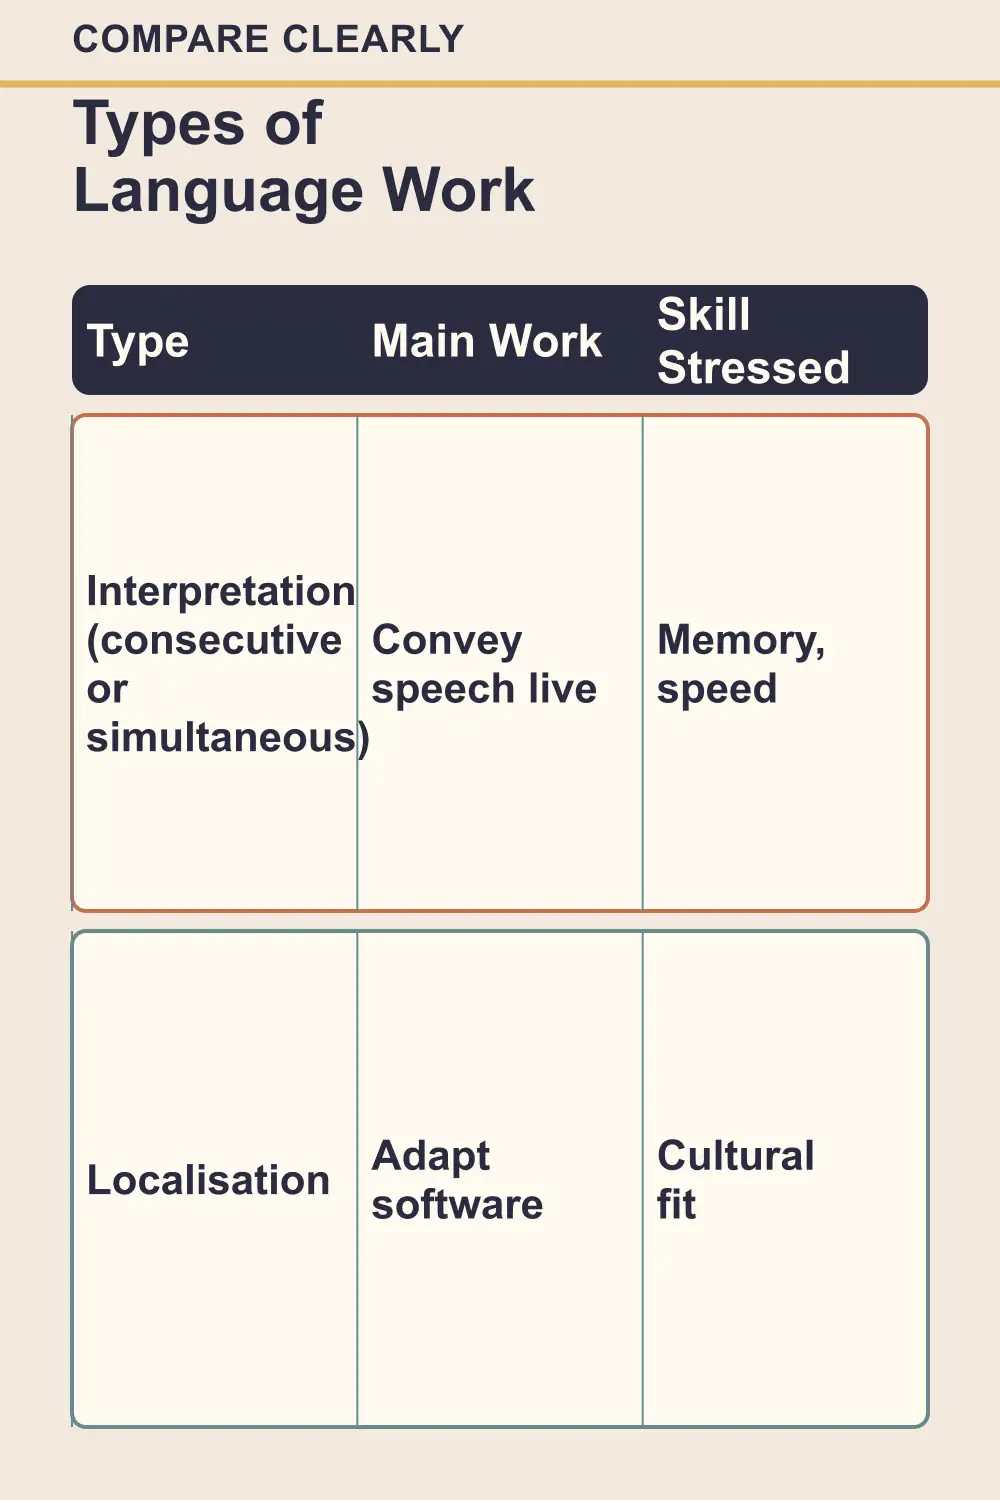 COMPARE CLEARLY
Types of
Language Work
Type
Main Work
Skill
Stressed
Interpretation
(consecutive
or
simultaneous)
Convey
speech live
Memory,
speed
Localisation
Adapt
software
Cultural
fit